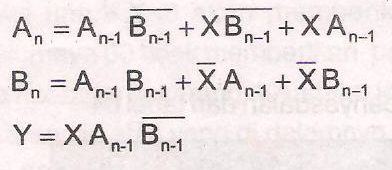 Aₙ = Aₙ₋₁ B̅ₙ₋₁ + X B̅ₙ₋₁ + X Aₙ₋₁
Bₙ = Aₙ₋₁ Bₙ₋₁ + X̅ Aₙ₋₁ + X̅ Bₙ₋₁
Y = X Aₙ₋₁ B̅ₙ₋₁